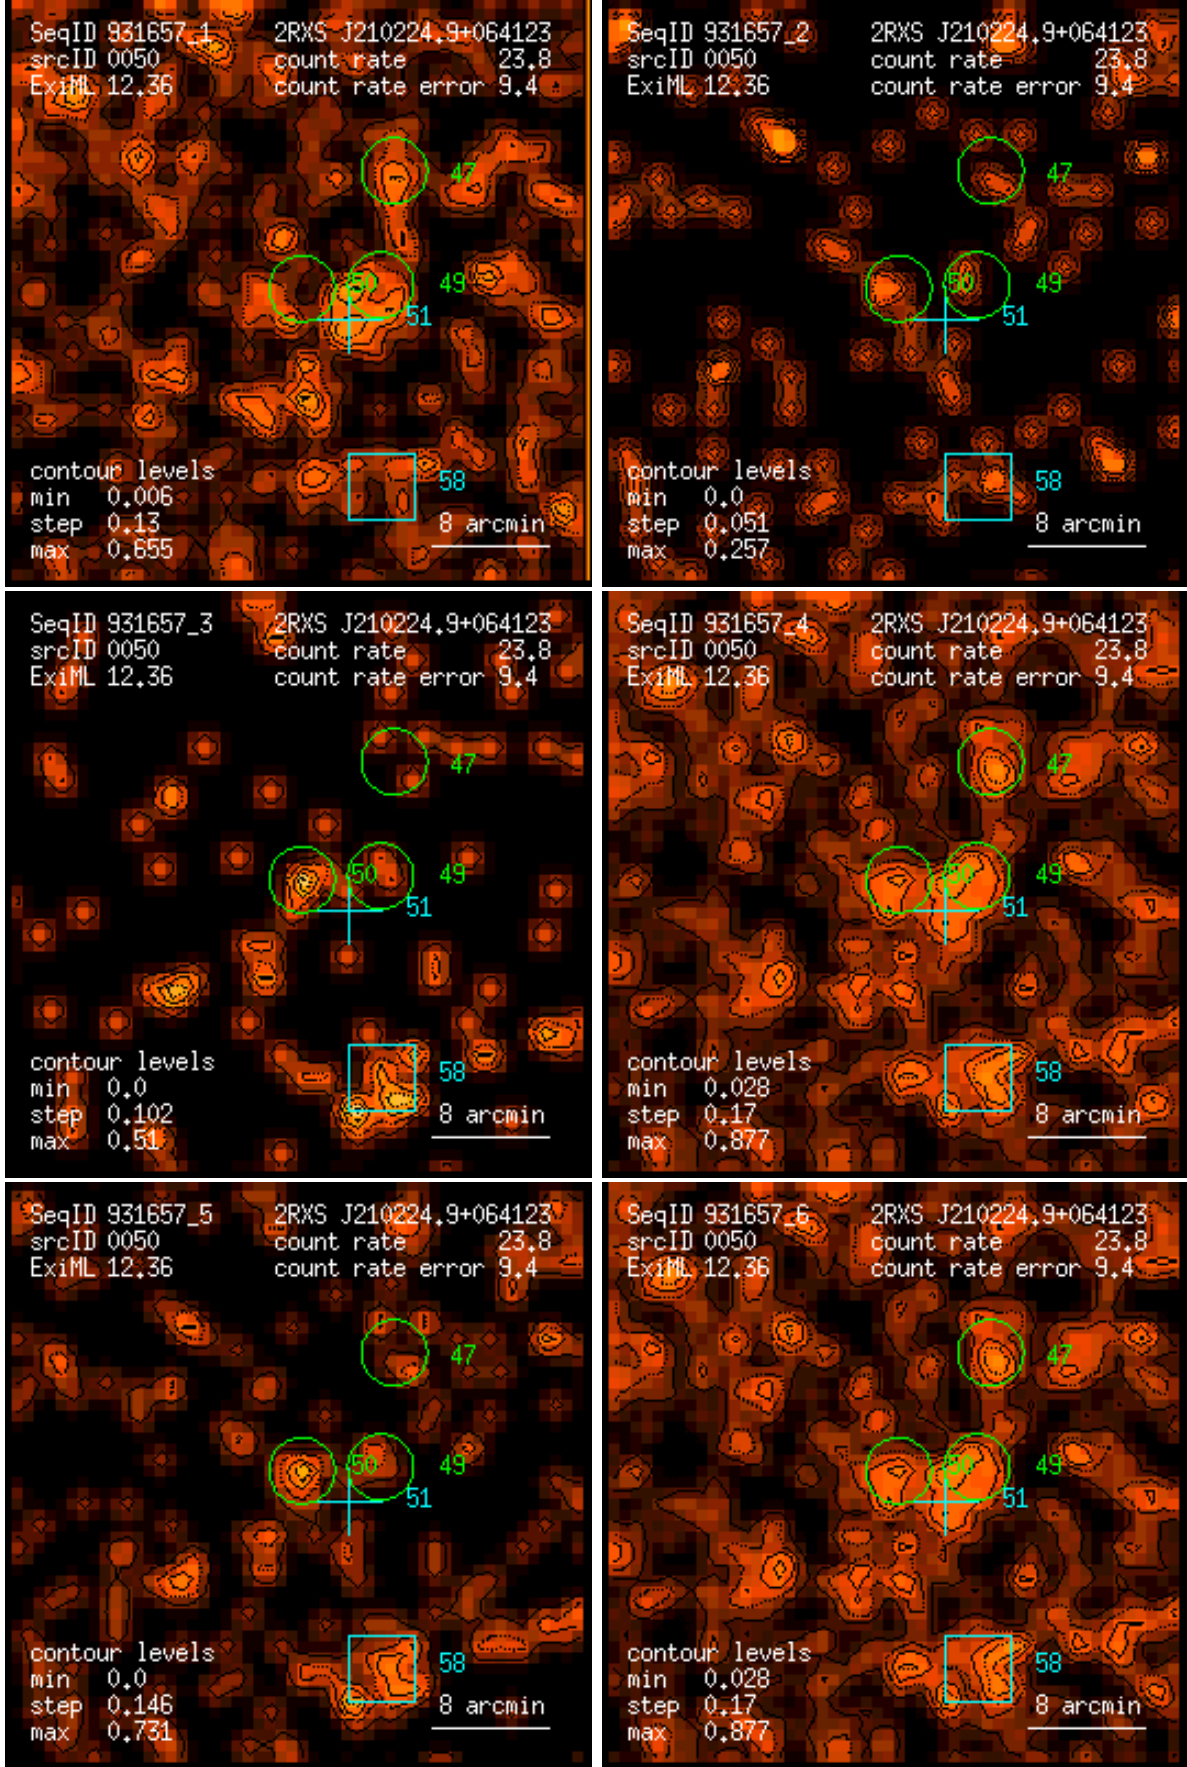 SeqID 931657_1 2RXS J210224.9+064123
srcID 0050 count rate 23.8
ExiML 12.36 count rate error 9.4
47
50 49
51
contour levels
min 0.006 58
step 0.13 8 arcmin
max 0.655
SeqID 931657_2 2RXS J210224.9+064123
srcID 0050 count rate 23.8
ExiML 12.36 count rate error 9.4
47
50 49
51
contour levels
min 0.0 58
step 0.051 8 arcmin
max 0.257
SeqID 931657_3 2RXS J210224.9+064123
srcID 0050 count rate 23.8
ExiML 12.36 count rate error 9.4
47
50 49
51
contour levels
min 0.0 58
step 0.102 8 arcmin
max 0.51
SeqID 931657_4 2RXS J210224.9+064123
srcID 0050 count rate 23.8
ExiML 12.36 count rate error 9.4
47
50 49
51
contour levels
min 0.028 58
step 0.17 8 arcmin
max 0.877
SeqID 931657_5 2RXS J210224.9+064123
srcID 0050 count rate 23.8
ExiML 12.36 count rate error 9.4
47
50 49
51
contour levels
min 0.0 58
step 0.146 8 arcmin
max 0.731
SeqID 931657_6 2RXS J210224.9+064123
srcID 0050 count rate 23.8
ExiML 12.36 count rate error 9.4
47
50 49
51
contour levels
min 0.028 58
step 0.17 8 arcmin
max 0.877